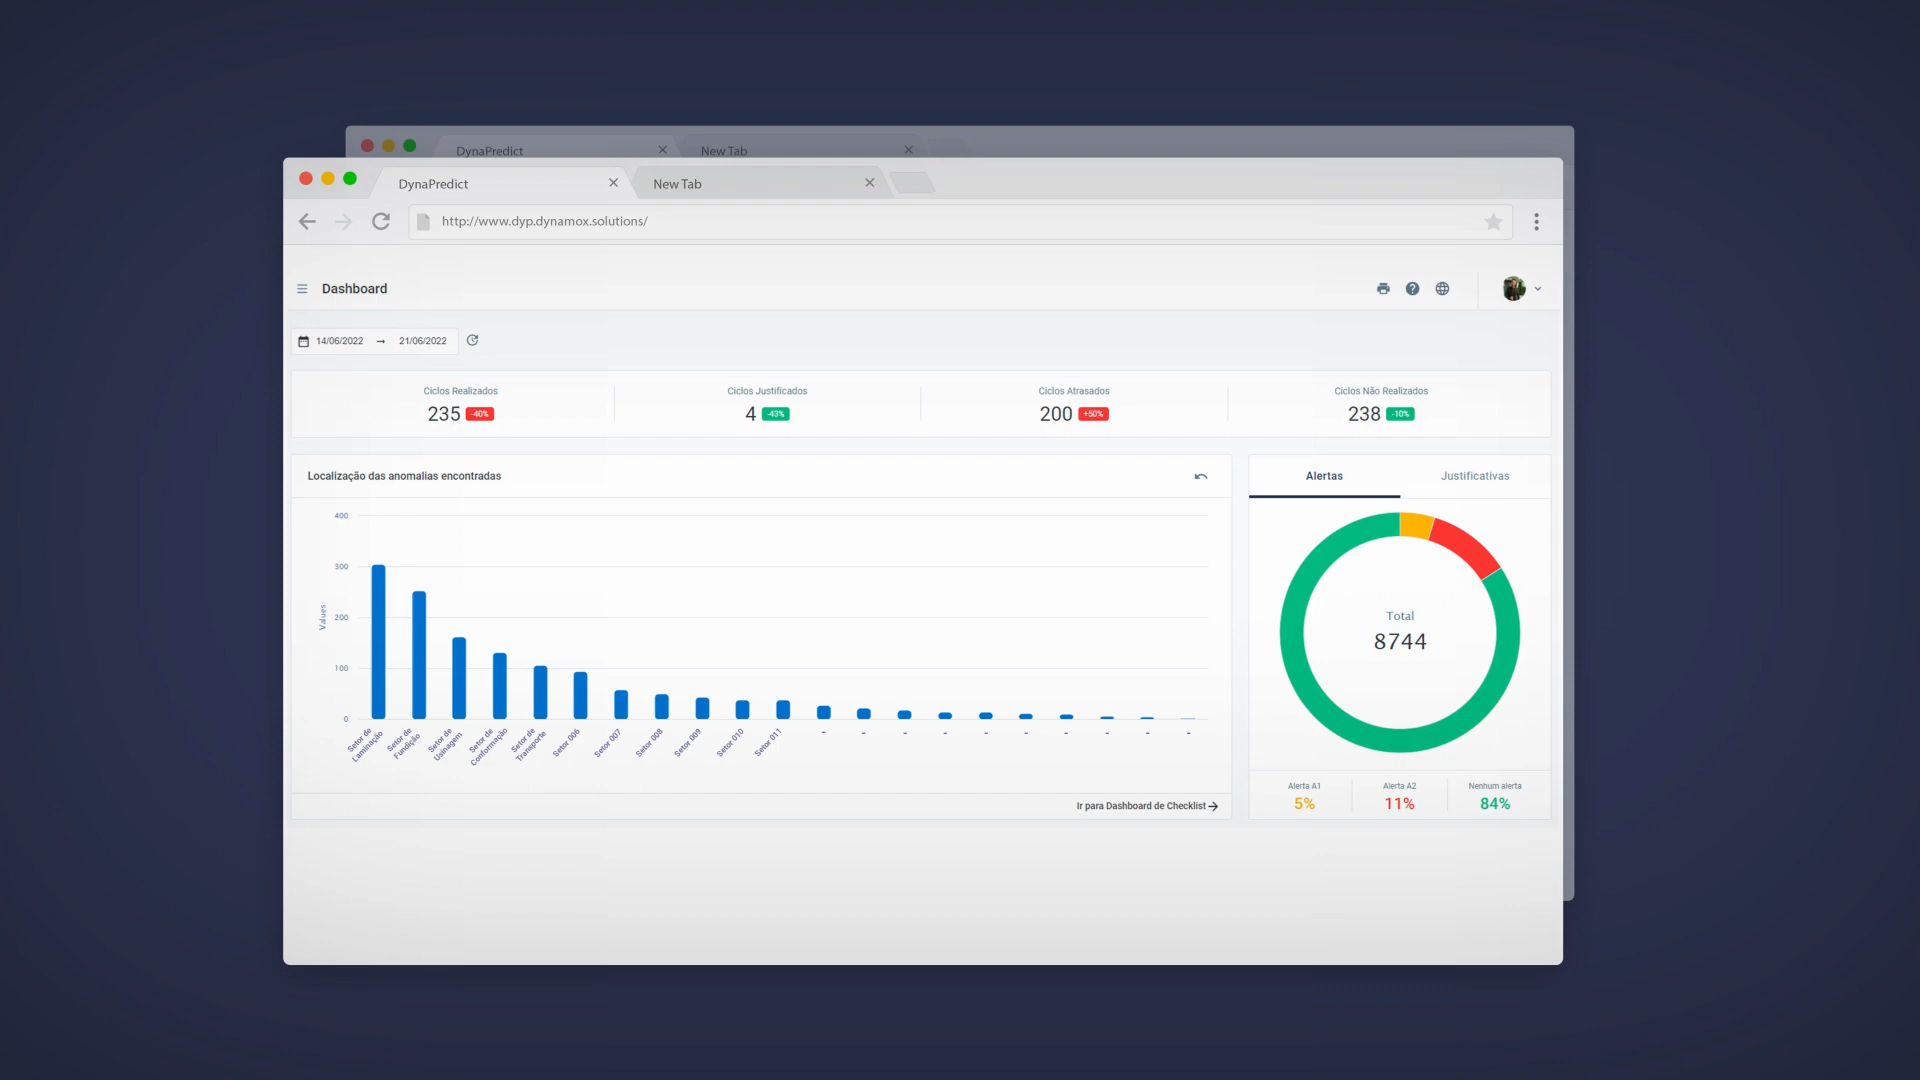 DynaPredict
New Tab
DynaPredict
New Tab
http://www.dyp.dynamox.solutions/
Dashboard
14/06/2022 → 21/06/2022
Ciclos Realizados
235 -40%
Ciclos Justificados
4 -43%
Ciclos Atrasados
200 +50%
Ciclos Não Realizados
238 -10%
Localização das anomalias encontradas
Alertas
Justificativas
400
300
200
100
0
Values
Setor de
Laminação
Setor de
Fundição
Setor de
Usinagem
Setor de
Conformação
Setor de
Transporte
Setor 006
Setor 007
Setor 008
Setor 009
Setor 010
Setor 011
- - - - - - - - - -
Ir para Dashboard de Checklist →
Total
8744
Alerta A1
5%
Alerta A2
11%
Nenhum alerta
84%